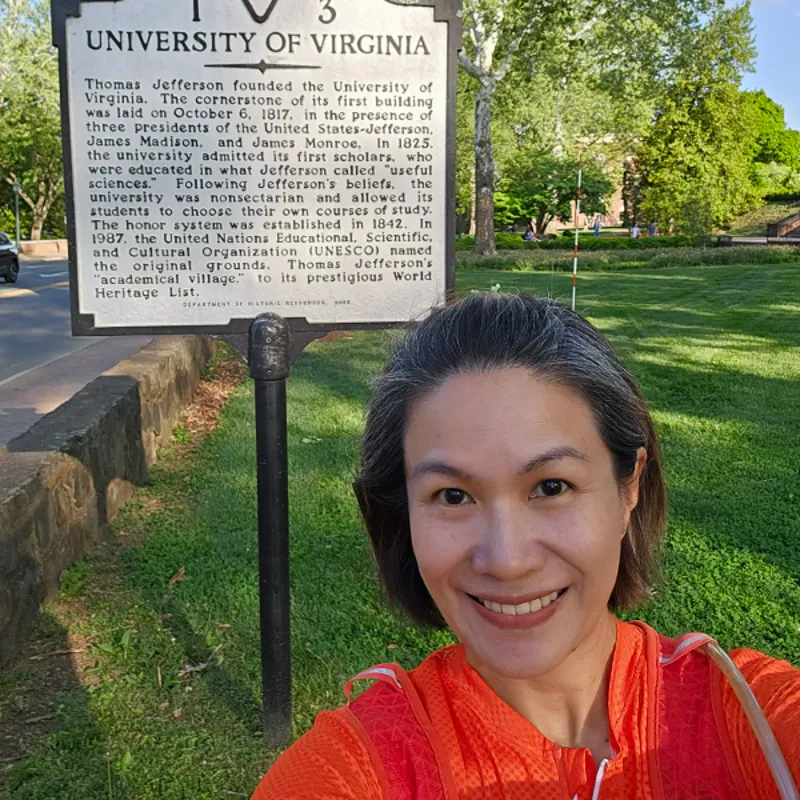 UNIVERSITY OF VIRGINIA
Thomas Jefferson founded the University of
Virginia. The cornerstone of its first building
was laid on October 6, 1817, in the presence of
three presidents of the United States-Jefferson,
James Madison, and James Monroe. In 1825,
the university admitted its first scholars, who
were educated in what Jefferson called "useful
sciences." Following Jefferson's beliefs, the
university was nonsectarian and allowed its
students to choose their own courses of study.
The honor system was established in 1842. In
1987, the United Nations Educational, Scientific,
and Cultural Organization (UNESCO) named
the original grounds, Thomas Jefferson's
"academical village," to its prestigious World
Heritage List.
DEPARTMENT OF HISTORIC RESOURCES,